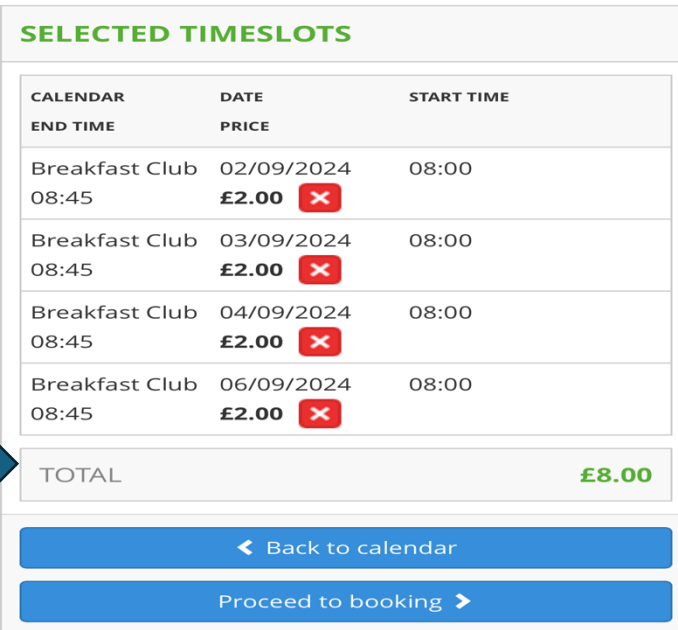 SELECTED TIMESLOTS
CALENDAR DATE START TIME
END TIME PRICE
Breakfast Club 02/09/2024 08:00
08:45 £2.00
Breakfast Club 03/09/2024 08:00
08:45 £2.00
Breakfast Club 04/09/2024 08:00
08:45 £2.00
Breakfast Club 06/09/2024 08:00
08:45 £2.00
TOTAL £8.00
Back to calendar
Proceed to booking